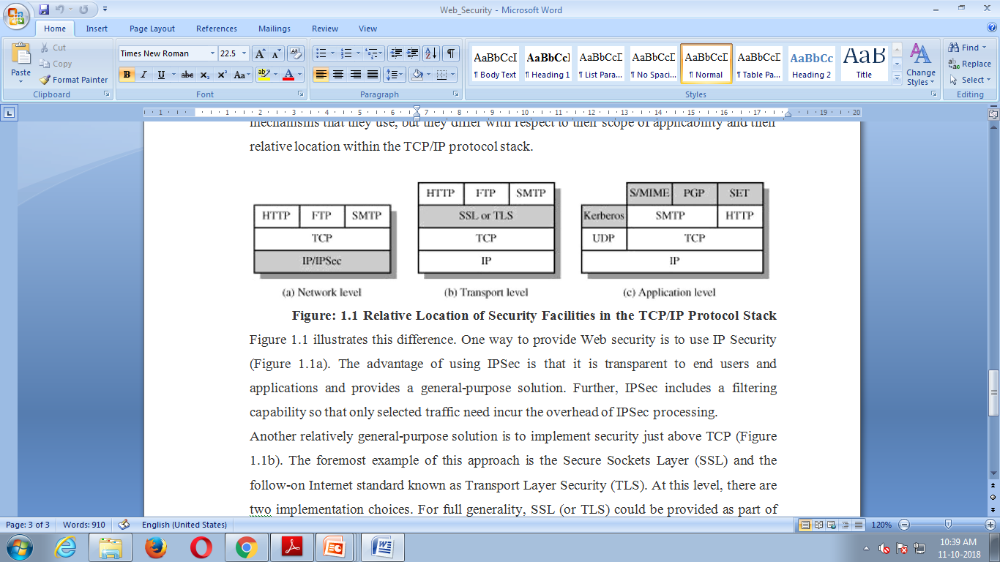 Web_Security - Microsoft Word
Home Insert Page Layout References Mailings Review View
Paste
Cut
Copy
Format Painter
Clipboard
Times New Roman 22.5
B I U abc x₂ x² Aa
Font
Paragraph
AaBbCcI AaBbCcI AaBbCcD AaBbCcD AaBbCcD AaBbCcD AaBbCc AaB
¶ Body Text ¶ Heading 1 ¶ List Para... ¶ No Spaci... ¶ Normal ¶ Table Pa... Heading 2 Title
Change Styles
Styles
Find
Replace
Select
Editing
1 1 2 3 4 5 6 7 8 9 10 11 12 13 14 15 16 17 19 20
mechanisms that they use, but they differ with respect to their scope of applicability and their
relative location within the TCP/IP protocol stack.
HTTP FTP SMTP
TCP
IP/IPSec
(a) Network level
HTTP FTP SMTP
SSL or TLS
TCP
IP
(b) Transport level
S/MIME PGP SET
Kerberos SMTP HTTP
UDP TCP
IP
(c) Application level
Figure: 1.1 Relative Location of Security Facilities in the TCP/IP Protocol Stack
Figure 1.1 illustrates this difference. One way to provide Web security is to use IP Security
(Figure 1.1a). The advantage of using IPSec is that it is transparent to end users and
applications and provides a general-purpose solution. Further, IPSec includes a filtering
capability so that only selected traffic need incur the overhead of IPSec processing.
Another relatively general-purpose solution is to implement security just above TCP (Figure
1.1b). The foremost example of this approach is the Secure Sockets Layer (SSL) and the
follow-on Internet standard known as Transport Layer Security (TLS). At this level, there are
two implementation choices. For full generality, SSL (or TLS) could be provided as part of
Page: 3 of 3 Words: 910 English (United States) 120%
10:39 AM
11-10-2018